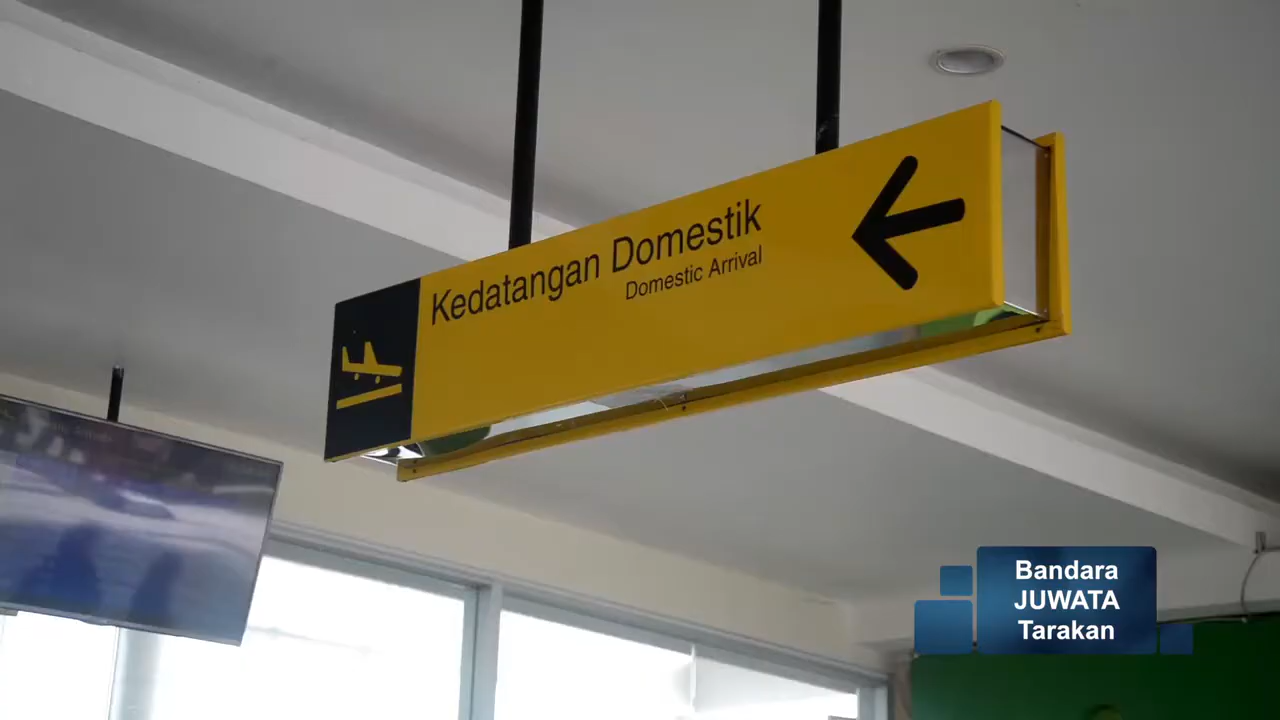 Kedatangan Domestik
Domestic Arrival
Bandara
JUWATA
Tarakan